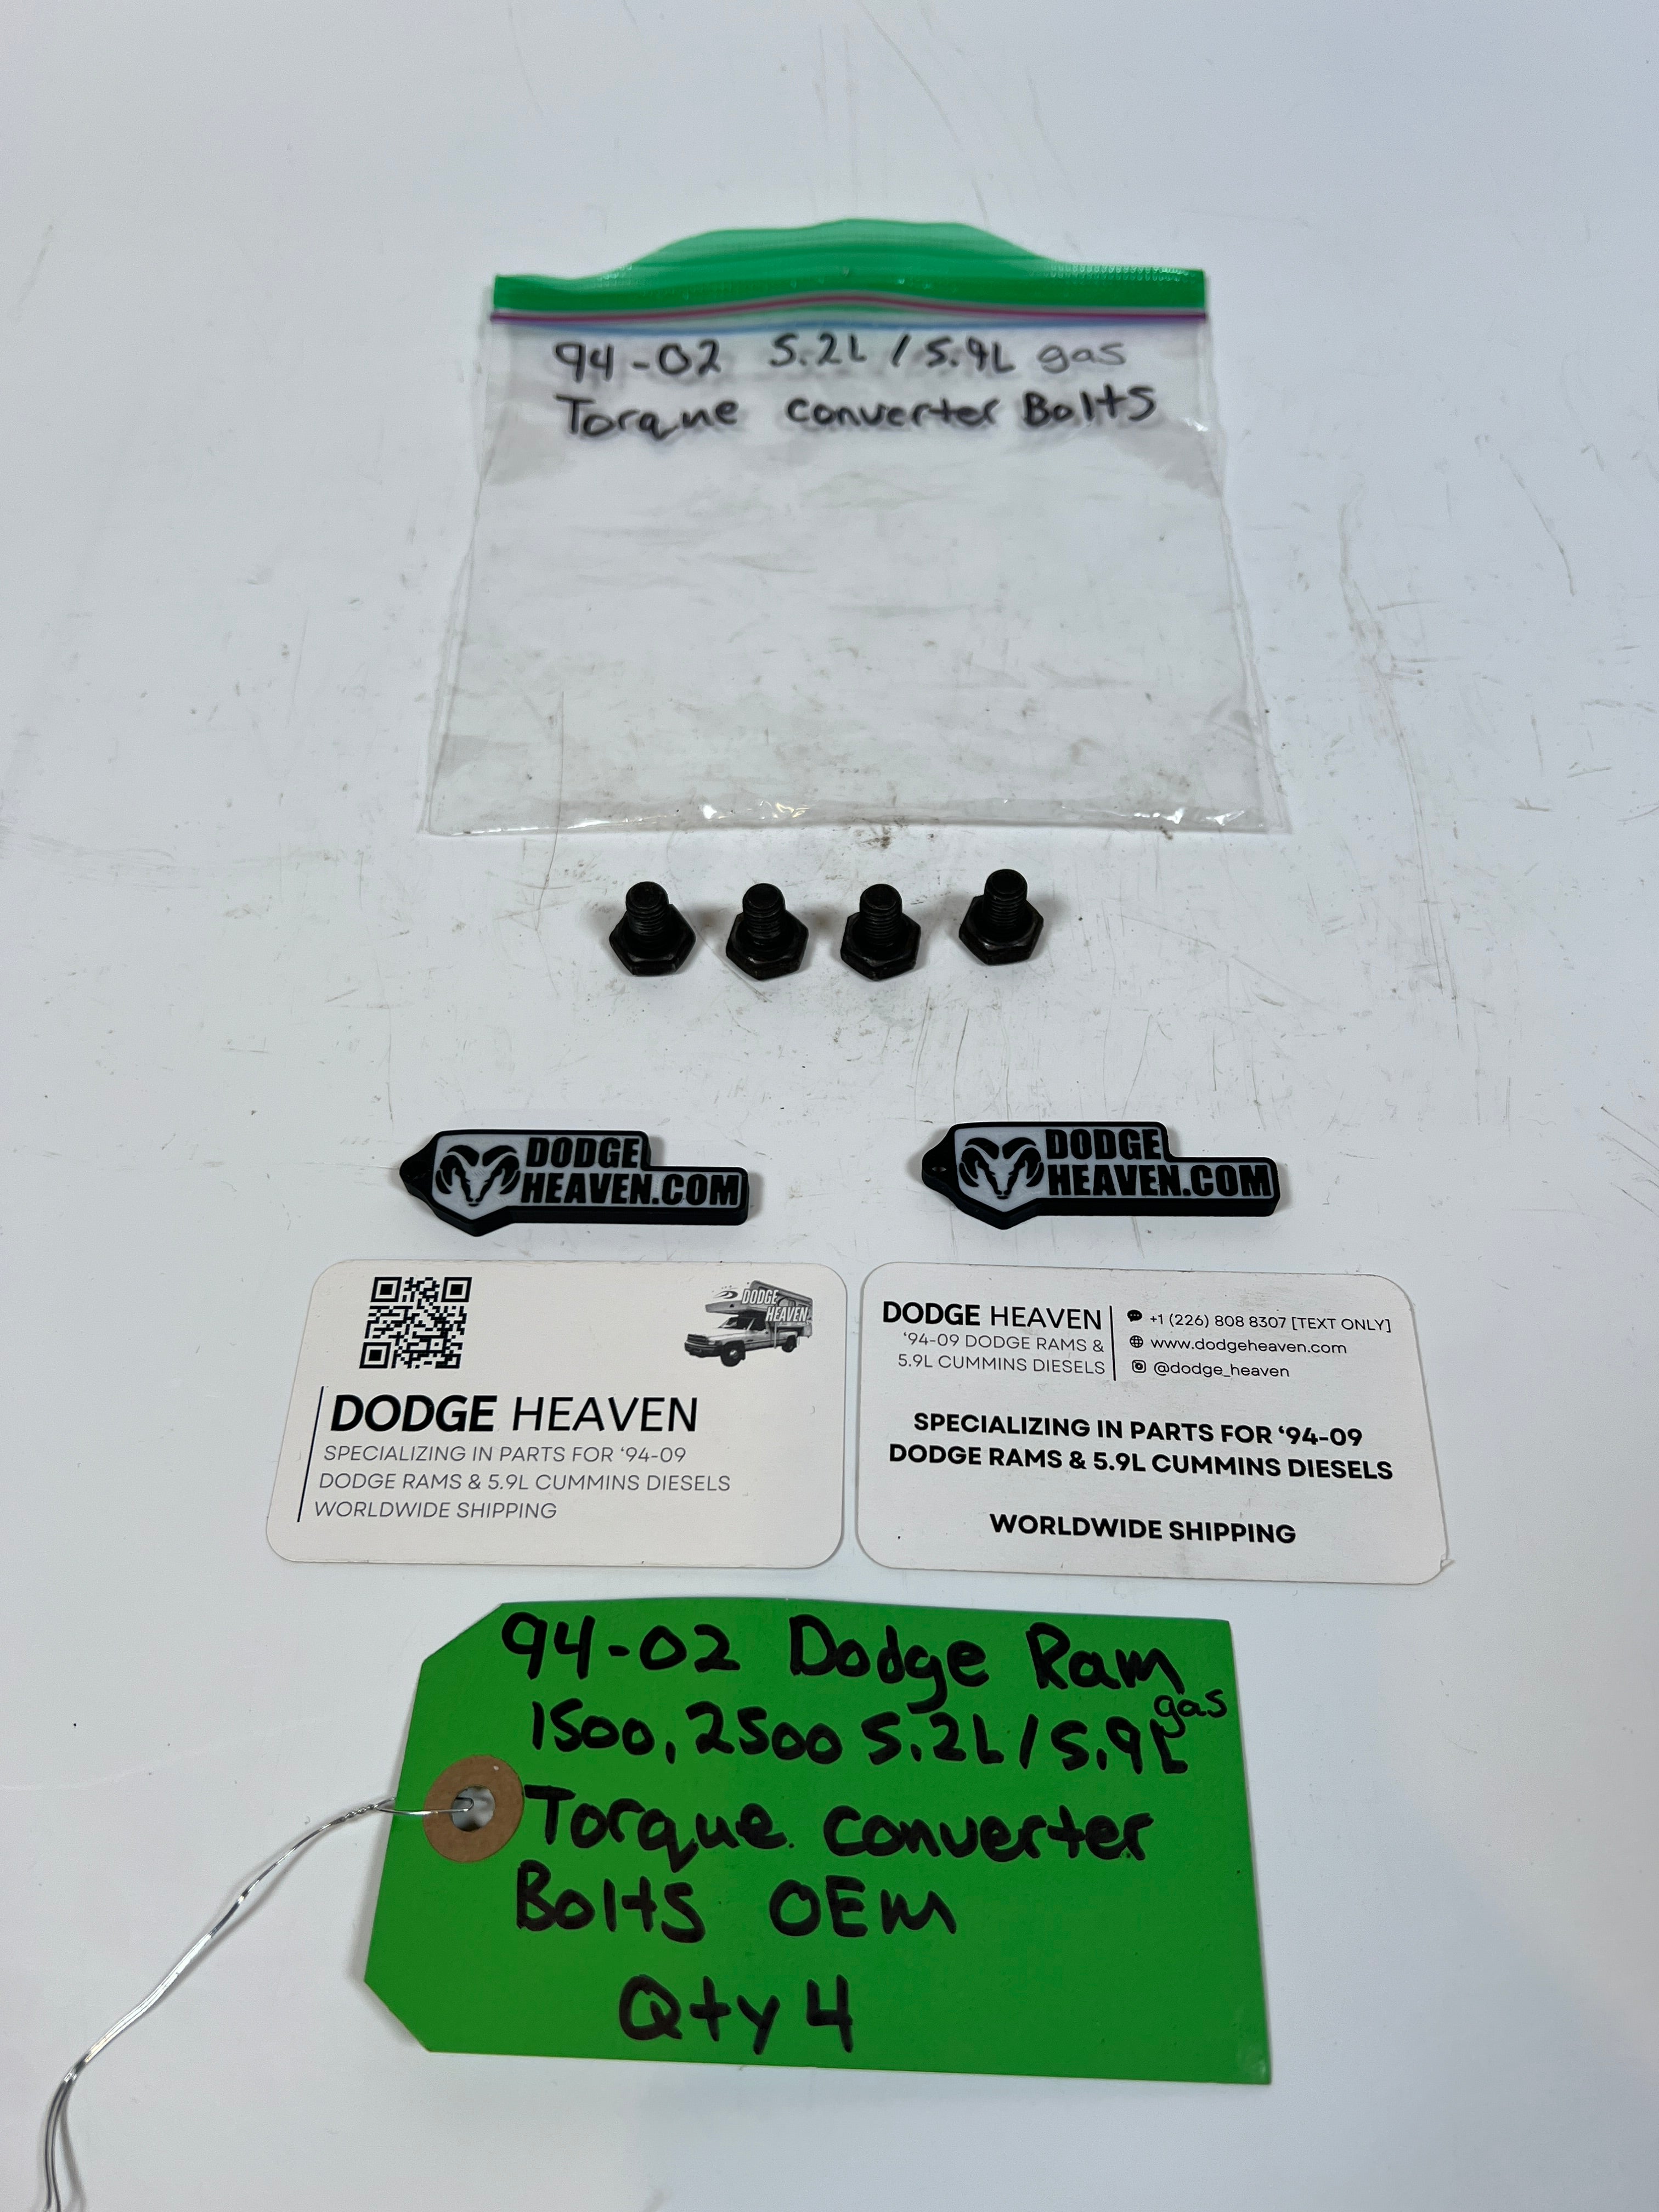 94-02 5.2L / 5.9L gas
Torque converter Bolts
DODGE
HEAVEN.COM
DODGE
HEAVEN.COM
DODGE
HEAVEN
DODGE HEAVEN
SPECIALIZING IN PARTS FOR ‘94-09
DODGE RAMS & 5.9L CUMMINS DIESELS
WORLDWIDE SHIPPING
DODGE HEAVEN
‘94-09 DODGE RAMS &
5.9L CUMMINS DIESELS
+1 (226) 808 8307 [TEXT ONLY]
www.dodgeheaven.com
@dodge_heaven
SPECIALIZING IN PARTS FOR ‘94-09
DODGE RAMS & 5.9L CUMMINS DIESELS
WORLDWIDE SHIPPING
94-02 Dodge Ram
1500, 2500 5.2L / 5.9L gas
Torque converter
Bolts OEM
Qty 4